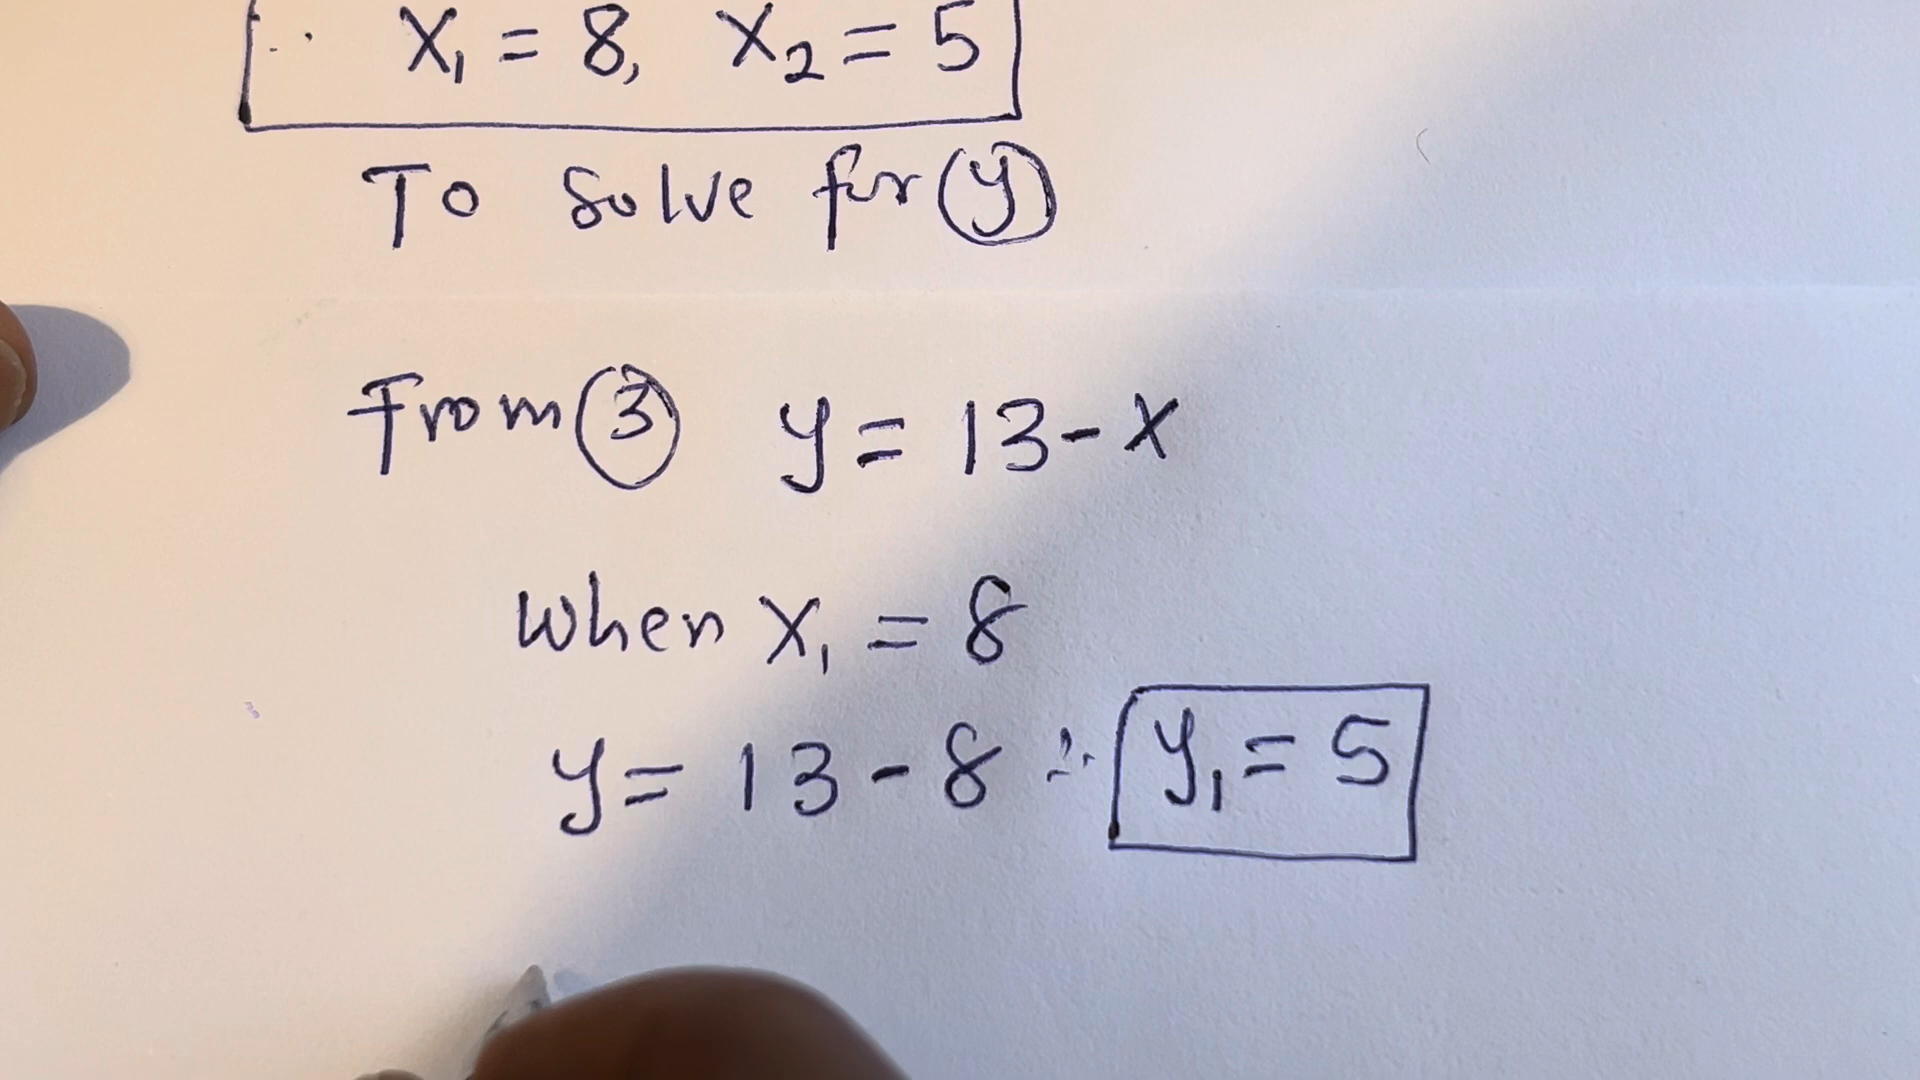 ∴ x₁ = 8, x₂ = 5
To solve for y
From 3 y = 13 - x
When x₁ = 8
y = 13 - 8 ∴ y₁ = 5